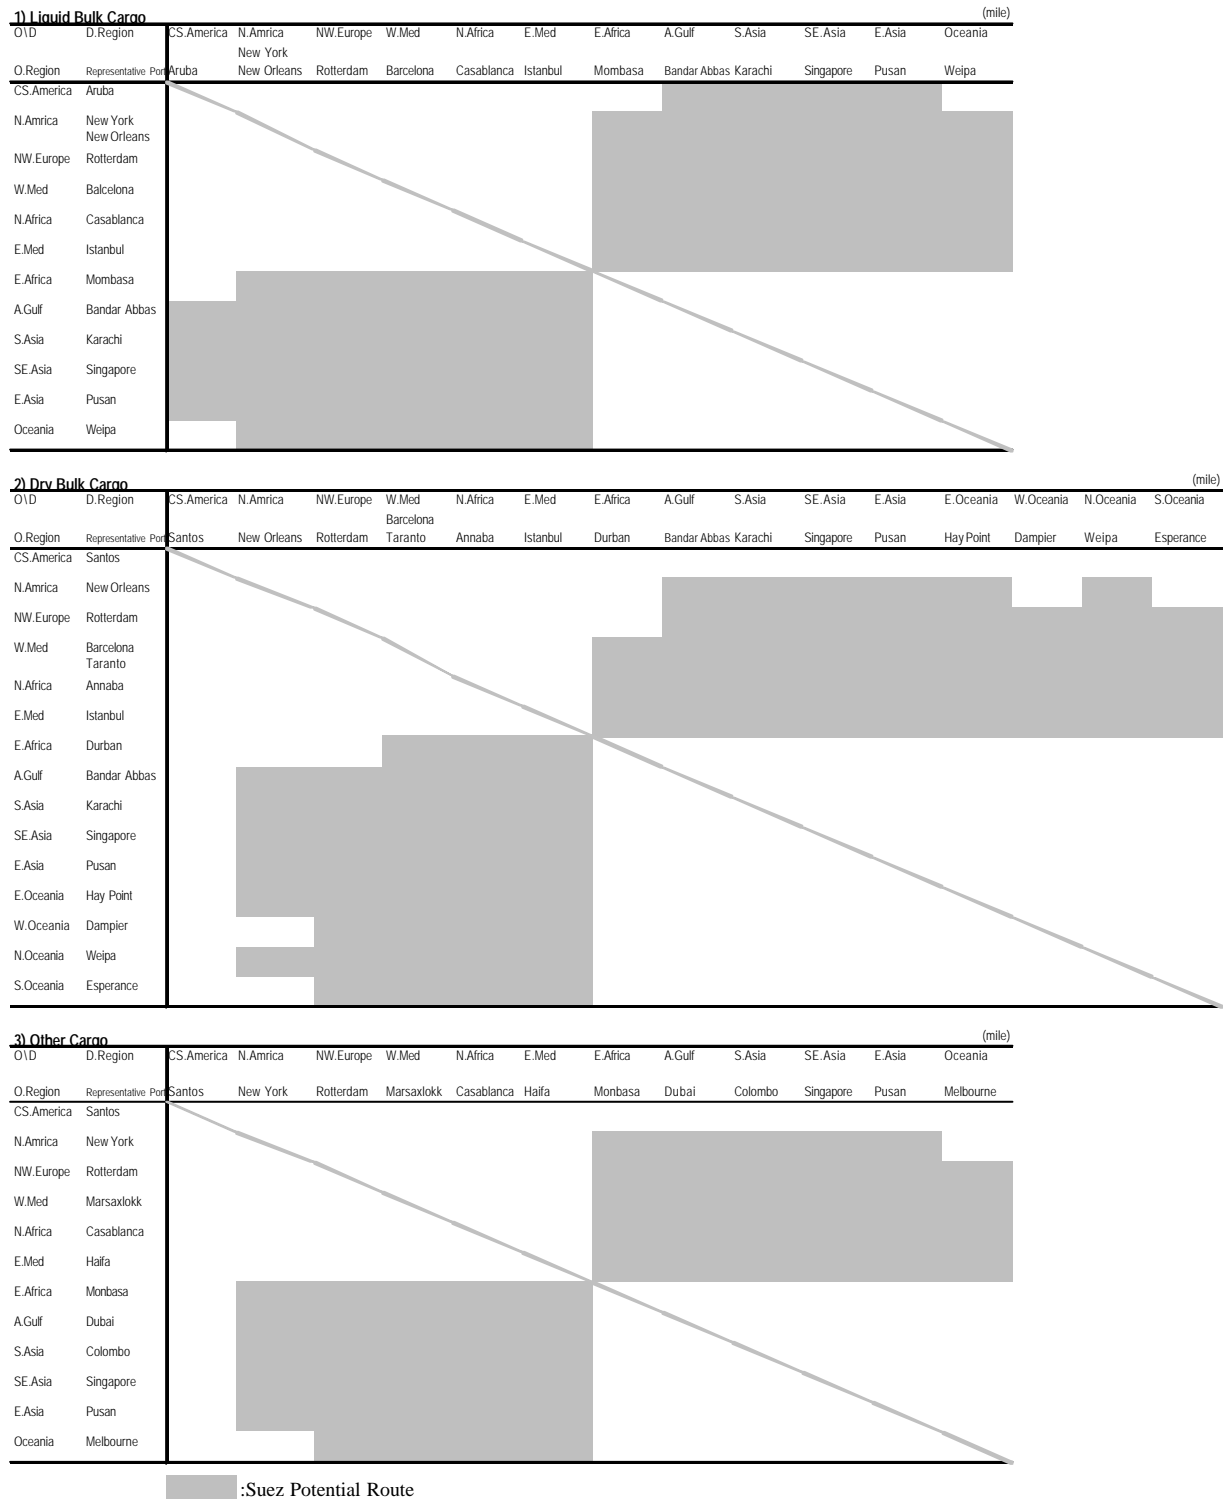 1) Liquid Bulk Cargo (mile)
O\D D.Region CS.America N.Amrica NW.Europe W.Med N.Africa E.Med E.Africa A.Gulf S.Asia SE.Asia E.Asia Oceania
New York
O.Region Representative Port Aruba New Orleans Rotterdam Barcelona Casablanca Istanbul Mombasa Bandar Abbas Karachi Singapore Pusan Weipa
CS.America Aruba
N.Amrica New York
New Orleans
NW.Europe Rotterdam
W.Med Balcelona
N.Africa Casablanca
E.Med Istanbul
E.Africa Mombasa
A.Gulf Bandar Abbas
S.Asia Karachi
SE.Asia Singapore
E.Asia Pusan
Oceania Weipa
2) Dry Bulk Cargo (mile)
O\D D.Region CS.America N.Amrica NW.Europe W.Med N.Africa E.Med E.Africa A.Gulf S.Asia SE.Asia E.Asia E.Oceania W.Oceania N.Oceania S.Oceania
Barcelona
O.Region Representative Port Santos New Orleans Rotterdam Taranto Annaba Istanbul Durban Bandar Abbas Karachi Singapore Pusan Hay Point Dampier Weipa Esperance
CS.America Santos
N.Amrica New Orleans
NW.Europe Rotterdam
W.Med Barcelona
Taranto
N.Africa Annaba
E.Med Istanbul
E.Africa Durban
A.Gulf Bandar Abbas
S.Asia Karachi
SE.Asia Singapore
E.Asia Pusan
E.Oceania Hay Point
W.Oceania Dampier
N.Oceania Weipa
S.Oceania Esperance
3) Other Cargo (mile)
O\D D.Region CS.America N.Amrica NW.Europe W.Med N.Africa E.Med E.Africa A.Gulf S.Asia SE.Asia E.Asia Oceania
O.Region Representative Port Santos New York Rotterdam Marsaxlokk Casablanca Haifa Monbasa Dubai Colombo Singapore Pusan Melbourne
CS.America Santos
N.Amrica New York
NW.Europe Rotterdam
W.Med Marsaxlokk
N.Africa Casablanca
E.Med Haifa
E.Africa Monbasa
A.Gulf Dubai
S.Asia Colombo
SE.Asia Singapore
E.Asia Pusan
Oceania Melbourne
:Suez Potential Route